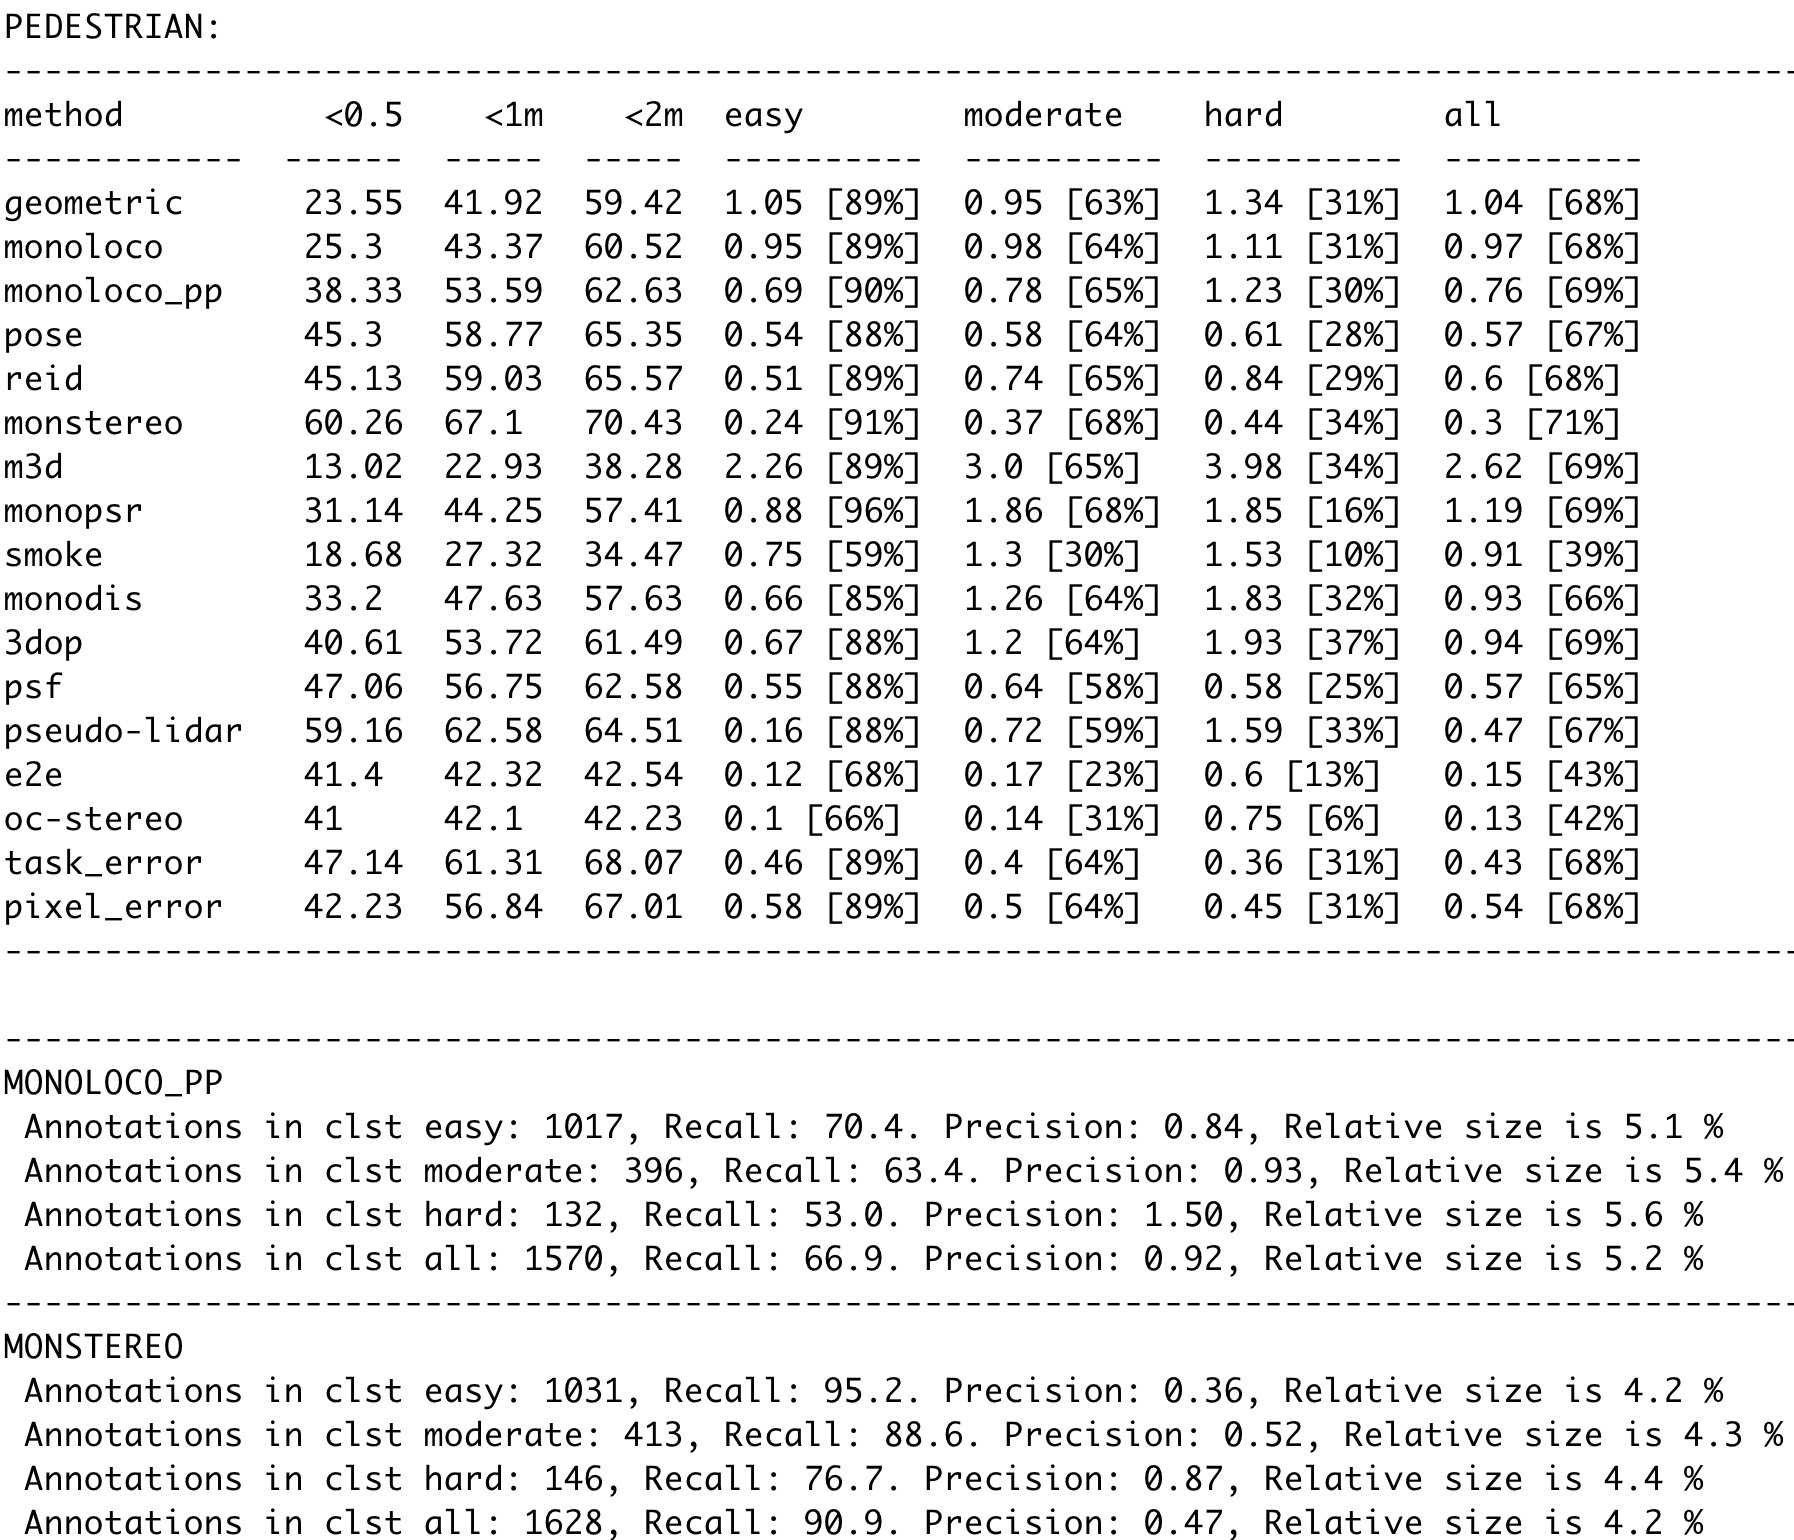 PEDESTRIAN:
------------------------------------------------------------------------------------------
method          <0.5    <1m    <2m  easy        moderate    hard        all
------------  ------  -----  -----  ----------  ----------  ----------  ----------
geometric      23.55  41.92  59.42  1.05 [89%]  0.95 [63%]  1.34 [31%]  1.04 [68%]
monoloco       25.3   43.37  60.52  0.95 [89%]  0.98 [64%]  1.11 [31%]  0.97 [68%]
monoloco_pp    38.33  53.59  62.63  0.69 [90%]  0.78 [65%]  1.23 [30%]  0.76 [69%]
pose           45.3   58.77  65.35  0.54 [88%]  0.58 [64%]  0.61 [28%]  0.57 [67%]
reid           45.13  59.03  65.57  0.51 [89%]  0.74 [65%]  0.84 [29%]  0.6 [68%]
monstereo      60.26  67.1   70.43  0.24 [91%]  0.37 [68%]  0.44 [34%]  0.3 [71%]
m3d            13.02  22.93  38.28  2.26 [89%]  3.0 [65%]   3.98 [34%]  2.62 [69%]
monopsr        31.14  44.25  57.41  0.88 [96%]  1.86 [68%]  1.85 [16%]  1.19 [69%]
smoke          18.68  27.32  34.47  0.75 [59%]  1.3 [30%]   1.53 [10%]  0.91 [39%]
monodis        33.2   47.63  57.63  0.66 [85%]  1.26 [64%]  1.83 [32%]  0.93 [66%]
3dop           40.61  53.72  61.49  0.67 [88%]  1.2 [64%]   1.93 [37%]  0.94 [69%]
psf            47.06  56.75  62.58  0.55 [88%]  0.64 [58%]  0.58 [25%]  0.57 [65%]
pseudo-lidar   59.16  62.58  64.51  0.16 [88%]  0.72 [59%]  1.59 [33%]  0.47 [67%]
e2e            41.4   42.32  42.54  0.12 [68%]  0.17 [23%]  0.6 [13%]   0.15 [43%]
oc-stereo      41     42.1   42.23  0.1 [66%]   0.14 [31%]  0.75 [6%]   0.13 [42%]
task_error     47.14  61.31  68.07  0.46 [89%]  0.4 [64%]   0.36 [31%]  0.43 [68%]
pixel_error    42.23  56.84  67.01  0.58 [89%]  0.5 [64%]   0.45 [31%]  0.54 [68%]
------------------------------------------------------------------------------------------
------------------------------------------------------------------------------------------
MONOLOCO_PP
 Annotations in clst easy: 1017, Recall: 70.4. Precision: 0.84, Relative size is 5.1 %
 Annotations in clst moderate: 396, Recall: 63.4. Precision: 0.93, Relative size is 5.4 %
 Annotations in clst hard: 132, Recall: 53.0. Precision: 1.50, Relative size is 5.6 %
 Annotations in clst all: 1570, Recall: 66.9. Precision: 0.92, Relative size is 5.2 %
------------------------------------------------------------------------------------------
MONSTEREO
 Annotations in clst easy: 1031, Recall: 95.2. Precision: 0.36, Relative size is 4.2 %
 Annotations in clst moderate: 413, Recall: 88.6. Precision: 0.52, Relative size is 4.3 %
 Annotations in clst hard: 146, Recall: 76.7. Precision: 0.87, Relative size is 4.4 %
 Annotations in clst all: 1628, Recall: 90.9. Precision: 0.47, Relative size is 4.2 %